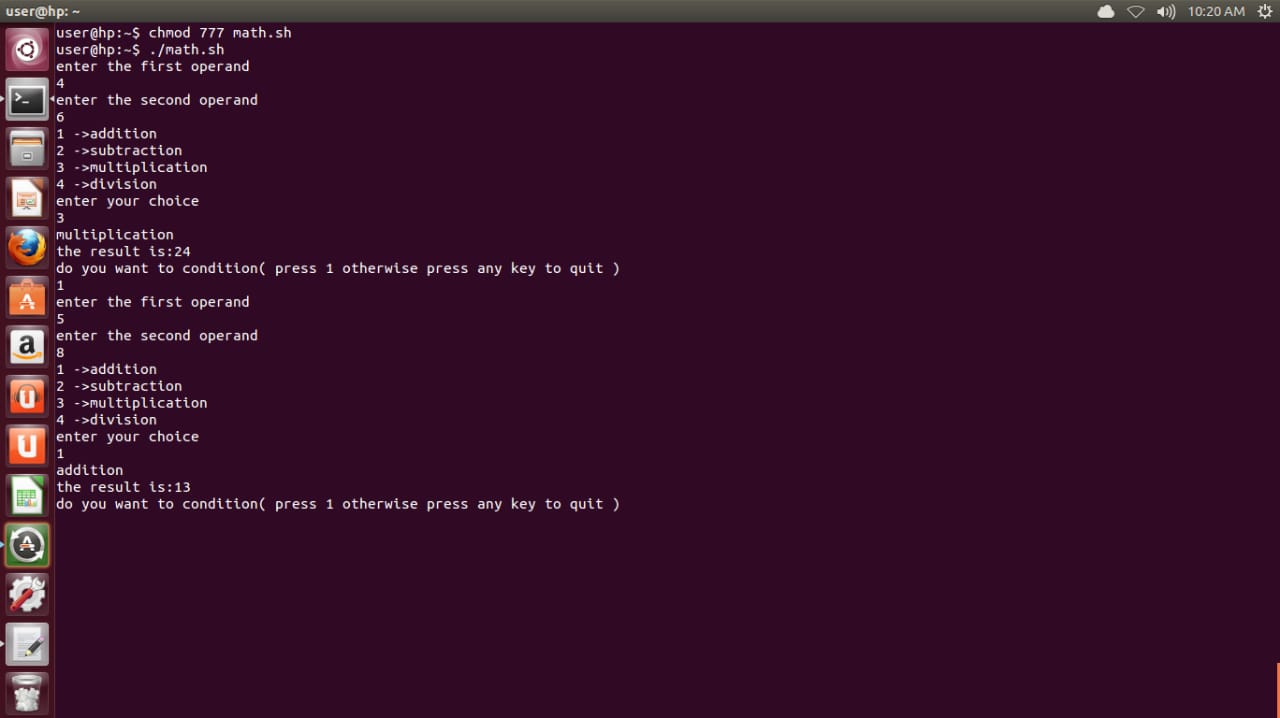 user@hp: ~
10:20 AM
user@hp:~$ chmod 777 math.sh
user@hp:~$ ./math.sh
enter the first operand
4
enter the second operand
6
1 ->addition
2 ->subtraction
3 ->multiplication
4 ->division
enter your choice
3
multiplication
the result is:24
do you want to condition( press 1 otherwise press any key to quit )
1
enter the first operand
5
enter the second operand
8
1 ->addition
2 ->subtraction
3 ->multiplication
4 ->division
enter your choice
1
addition
the result is:13
do you want to condition( press 1 otherwise press any key to quit )